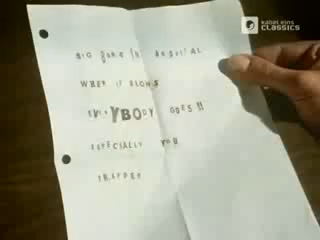 kabel eins
CLASSICS
BIG BOMB IN HOSPITAL
WHEN IT BLOWS
EVERYBODY GOES!!
ESPECIALLY YOU
TRAPPER